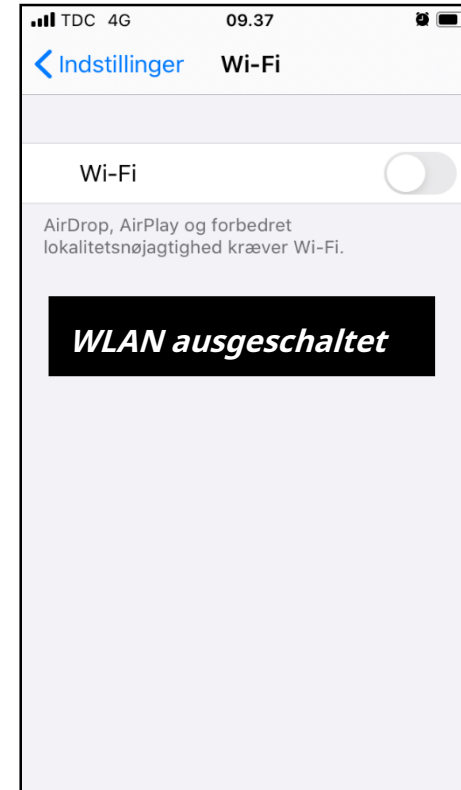 TDC 4G 09.37
Indstillinger Wi-Fi
Wi-Fi
AirDrop, AirPlay og forbedret
lokalitetsnøjagtighed kræver Wi-Fi.
WLAN ausgeschaltet